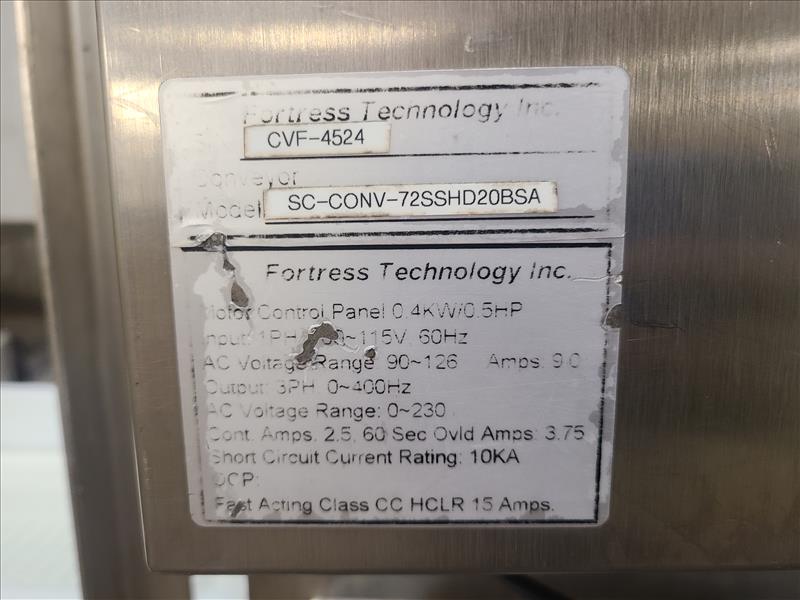 Fortress Technology Inc.
CVF-4524
Conveyor
Model SC-CONV-72SSHD20BSA
Fortress Technology Inc.
Motor Control Panel 0.4KW/0.5HP
Input: 1PH ~115V, 60Hz
AC Voltage Range: 90~126 Amps: 9.0
Output: 3PH, 0~400Hz
AC Voltage Range: 0~230
Cont. Amps. 2.5, 60 Sec Ovld Amps: 3.75
Short Circuit Current Rating: 10KA
OCP:
Fast Acting Class CC HCLR 15 Amps.